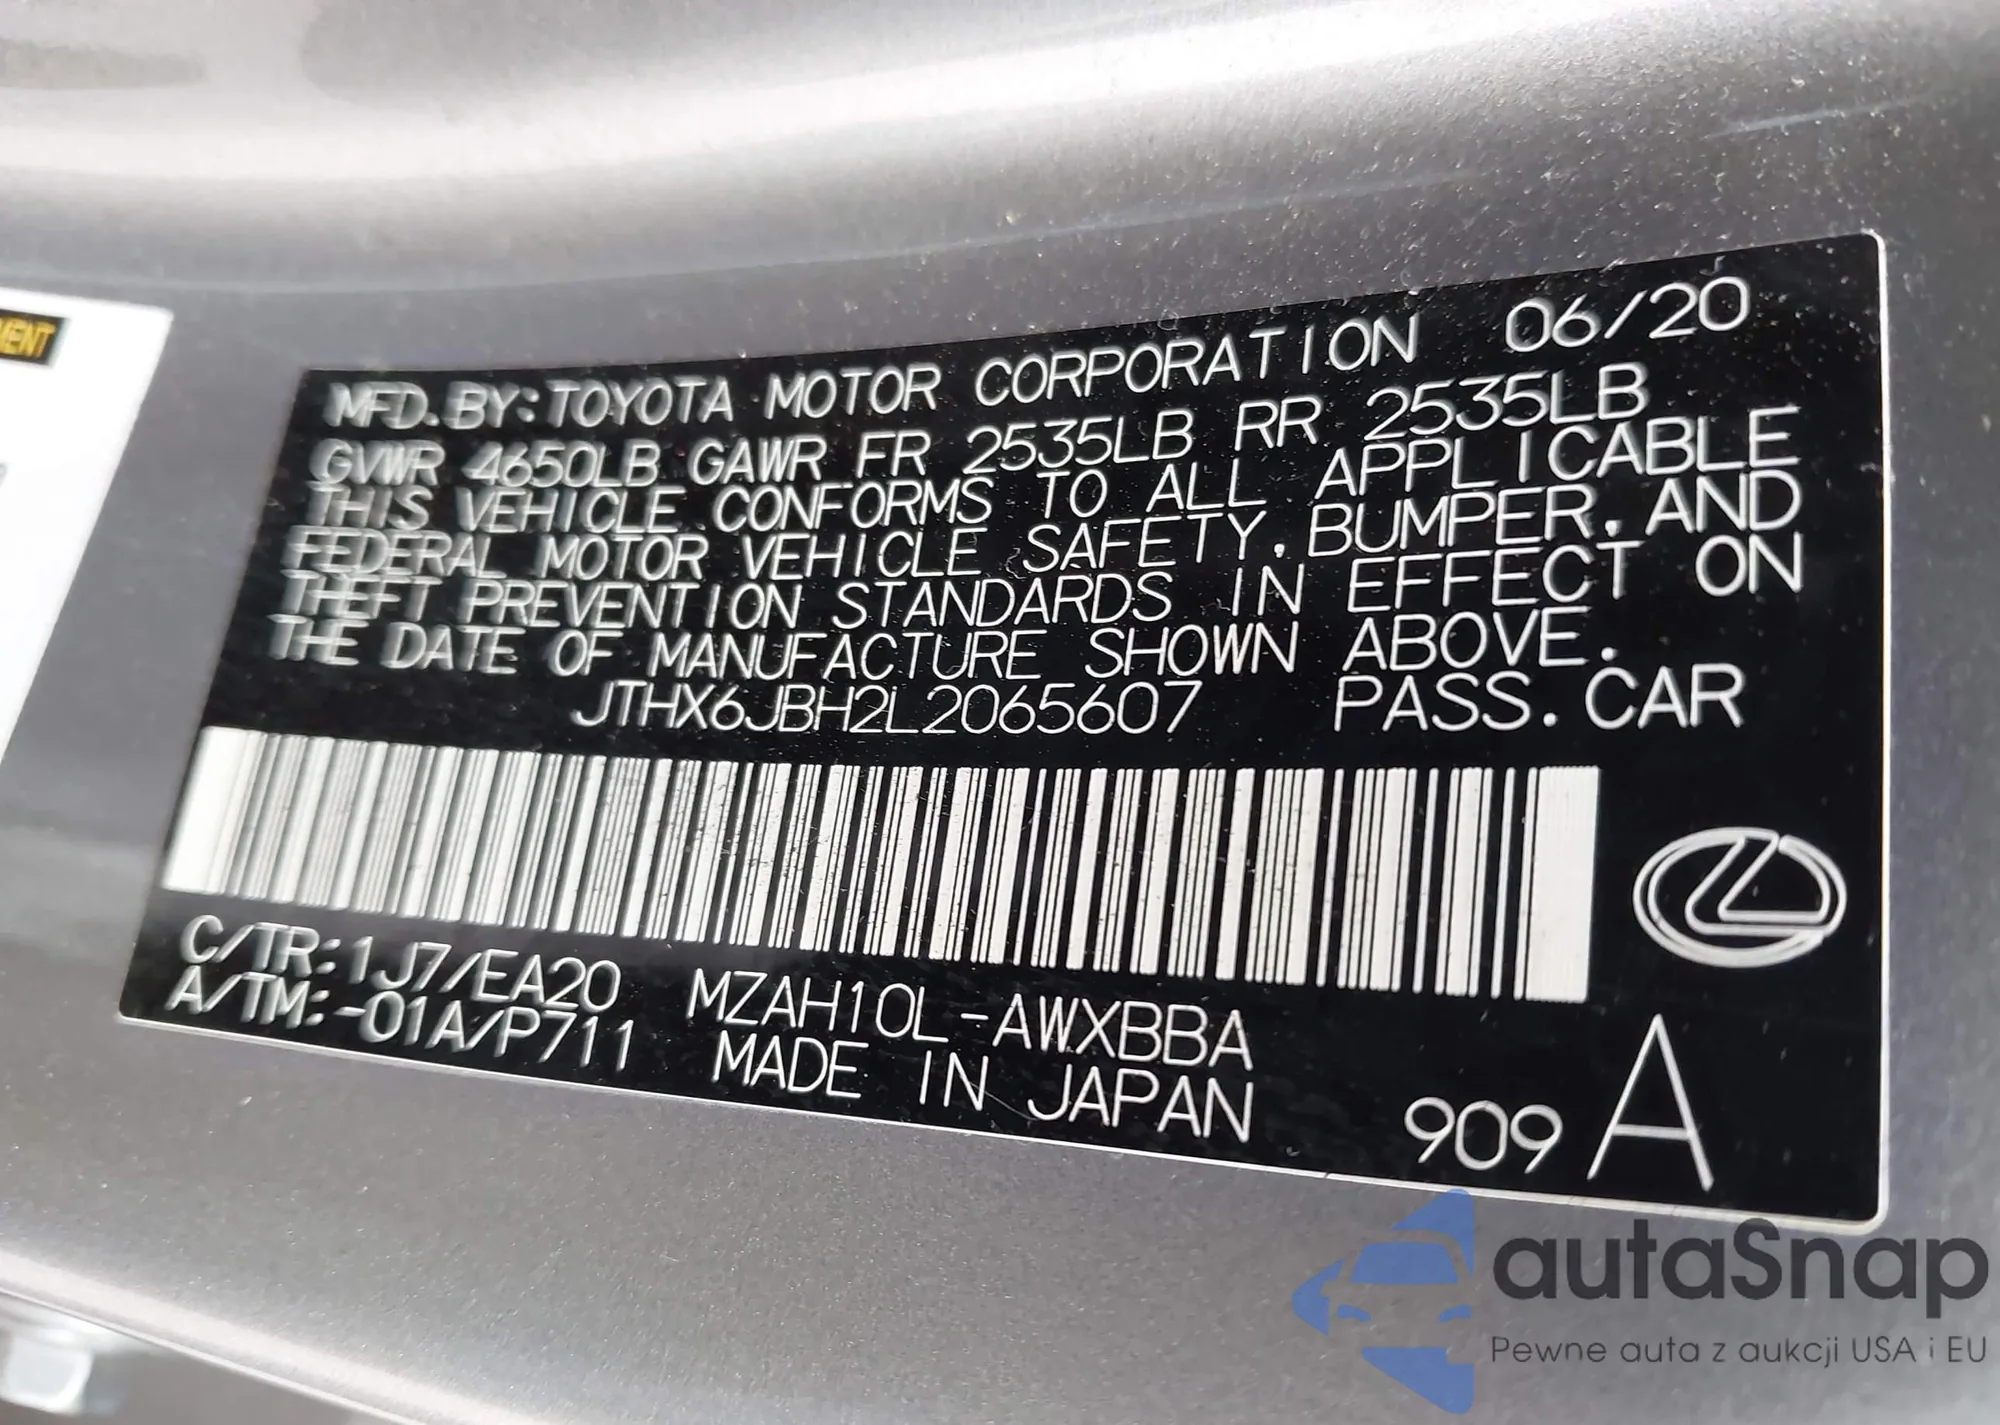 MENT
MFD. BY: TOYOTA MOTOR CORPORATION 06/20
GVWR 4650LB GAWR FR 2535LB RR 2535LB
THIS VEHICLE CONFORMS TO ALL APPLICABLE
FEDERAL MOTOR VEHICLE SAFETY, BUMPER, AND
THEFT PREVENTION STANDARDS IN EFFECT ON
THE DATE OF MANUFACTURE SHOWN ABOVE.
JTHX6JBH2L2065607 PASS. CAR
C/TR: 1J7/EA20 MZAH10L-AWXBBA
A/TM: -01A/P711 MADE IN JAPAN
909 A
autaSnap
Pewne auta z aukcji USA i EU